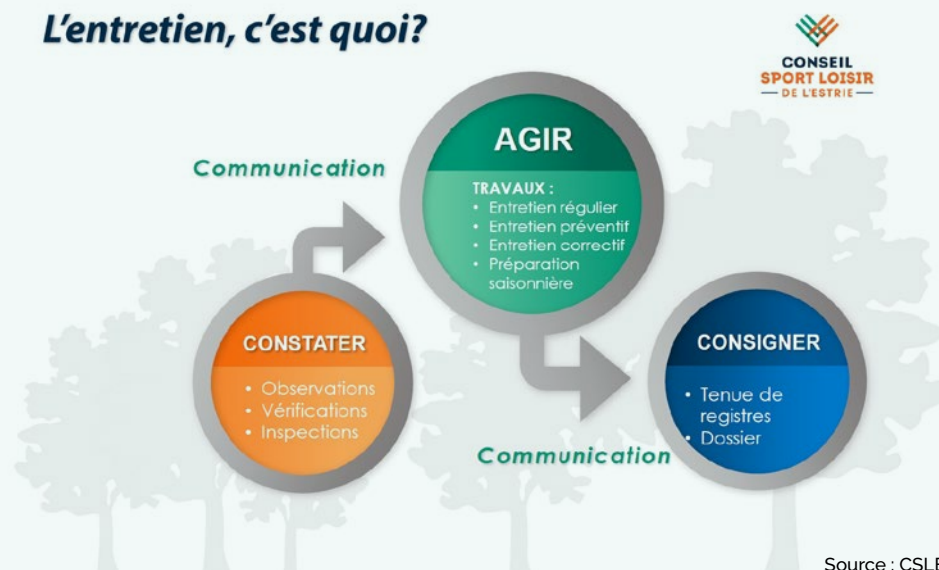 L'entretien, c'est quoi?
CONSEIL
SPORT LOISIR
DE L'ESTRIE
Communication
AGIR
TRAVAUX :
• Entretien régulier
• Entretien préventif
• Entretien correctif
• Préparation
saisonnière
CONSTATER
• Observations
• Vérifications
• Inspections
CONSIGNER
• Tenue de
registres
• Dossier
Communication
Source : CSLE